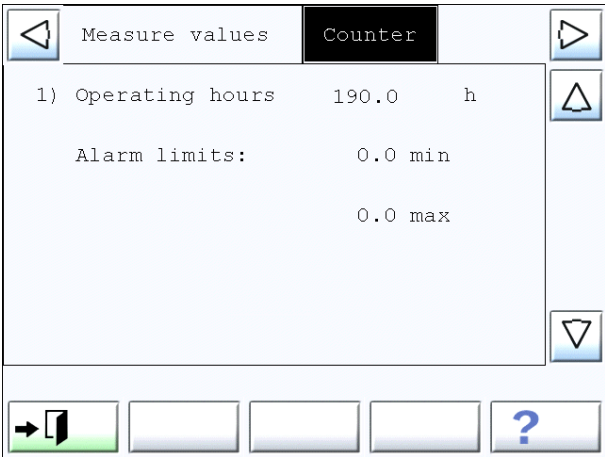 Measure values Counter
1) Operating hours 190.0 h
Alarm limits: 0.0 min
0.0 max
?